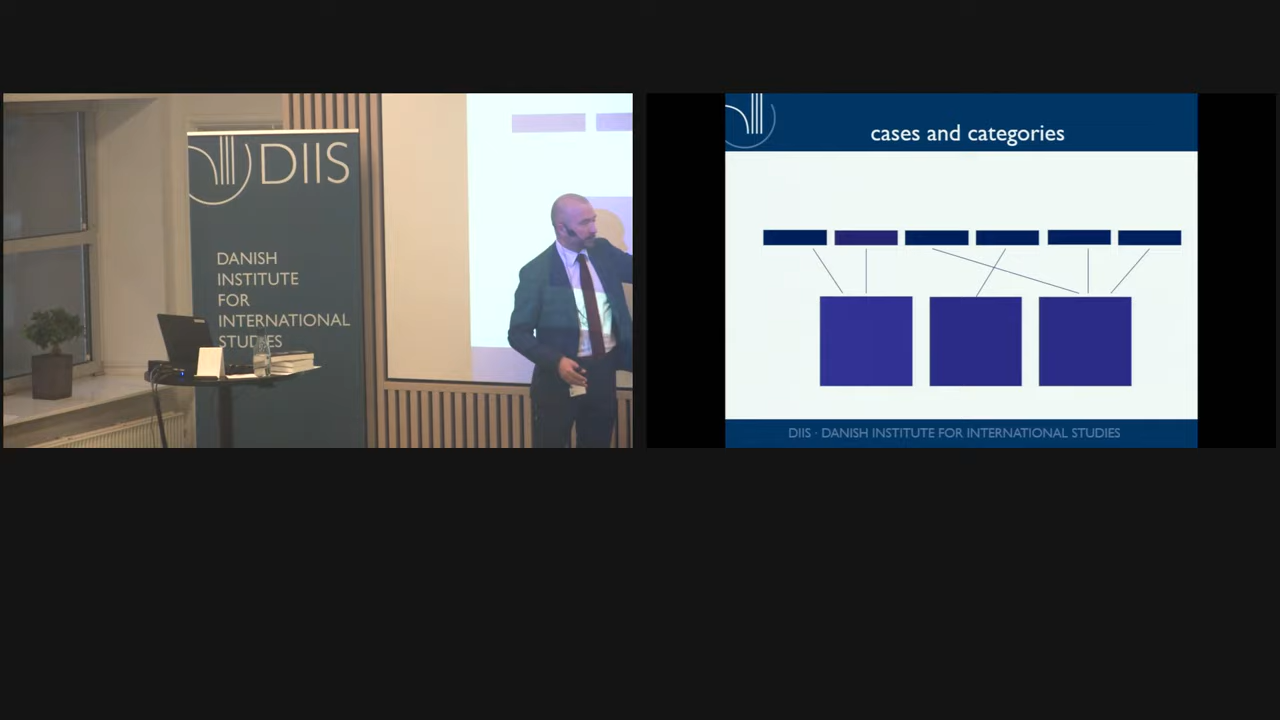 DIIS
DANISH
INSTITUTE
FOR
INTERNATIONAL
STUDIES
cases and categories
DIIS · DANISH INSTITUTE FOR INTERNATIONAL STUDIES